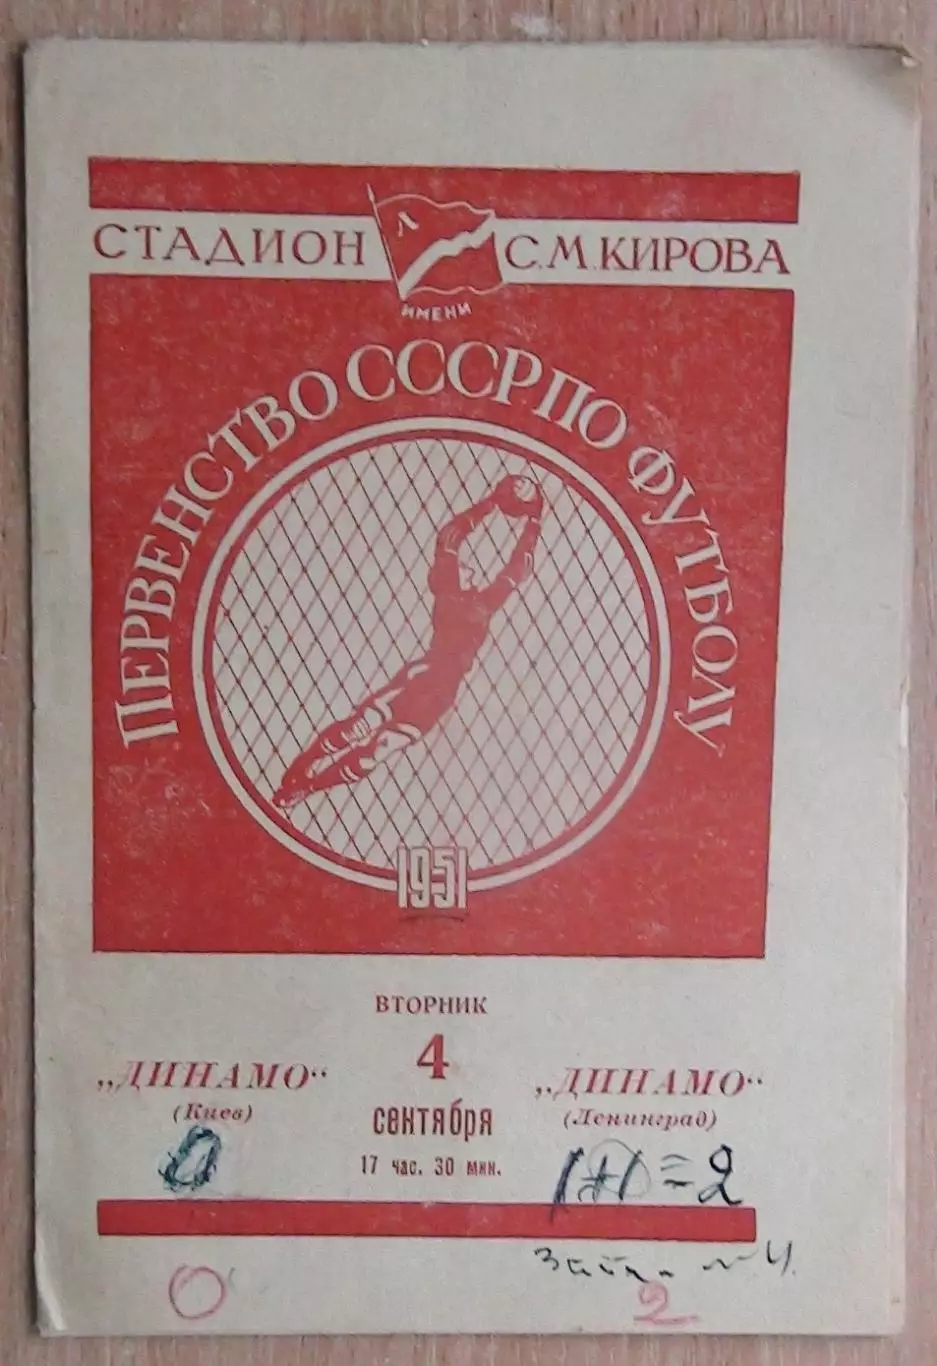 СТАДИОН ИМЕНИ С.М.КИРОВА
Л
ПЕРВЕНСТВО СССР ПО ФУТБОЛУ
1951
ВТОРНИК
4
сентября
17 час. 30 мин.
„ДИНАМО“
(Киев)
0
„ДИНАМО“
(Ленинград)
1+1=2
0
2